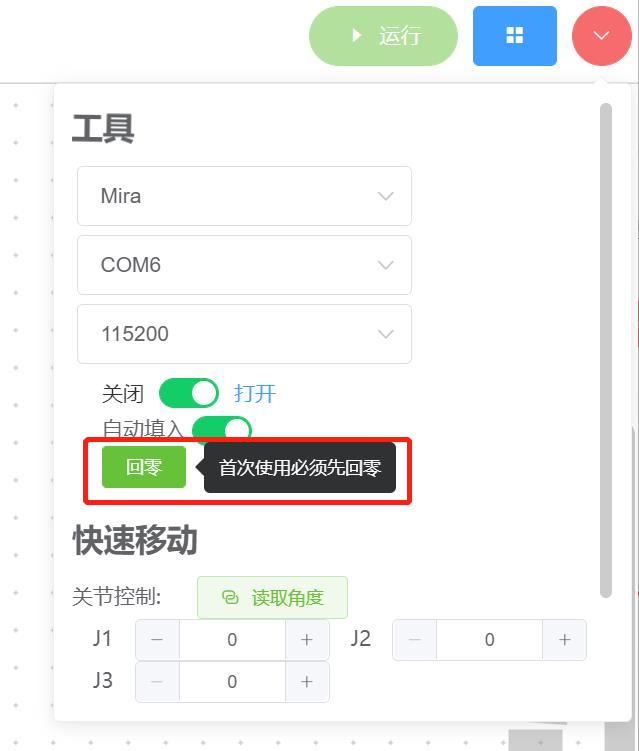 运行
工具
Mira
COM6
115200
关闭 打开
自动填入
回零 首次使用必须先回零
快速移动
关节控制: 读取角度
J1 − 0 + J2 − 0 +
J3 − 0 +